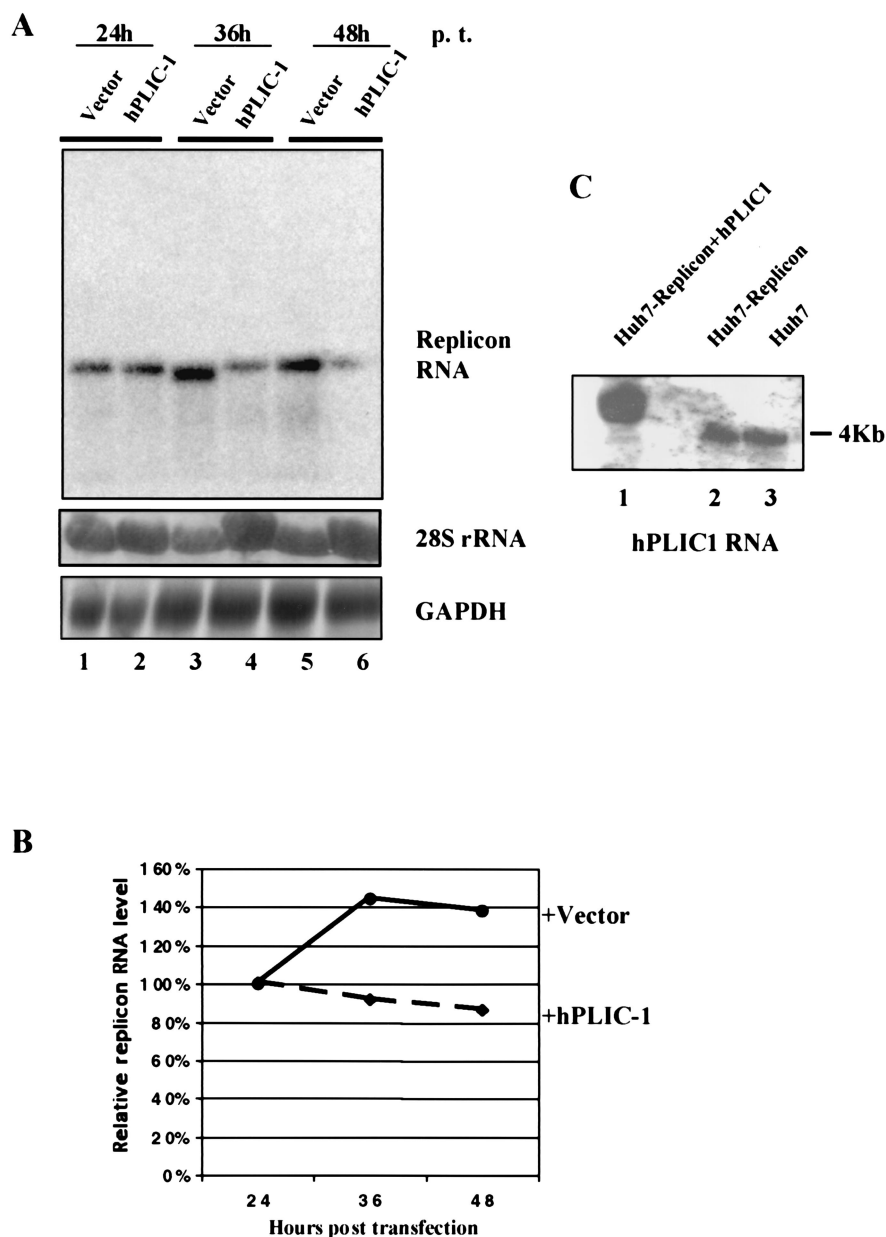 A
24h 36h 48h p. t.
Vector hPLIC-1 Vector hPLIC-1 Vector hPLIC-1
Replicon
RNA
28S rRNA
GAPDH
1 2 3 4 5 6
C
Huh7-Replicon+hPLIC1
Huh7-Replicon
Huh7
4Kb
1 2 3
hPLIC1 RNA
B
Relative replicon RNA level
160%
140%
120%
100%
80%
60%
40%
20%
0%
24 36 48
Hours post transfection
+Vector
+hPLIC-1